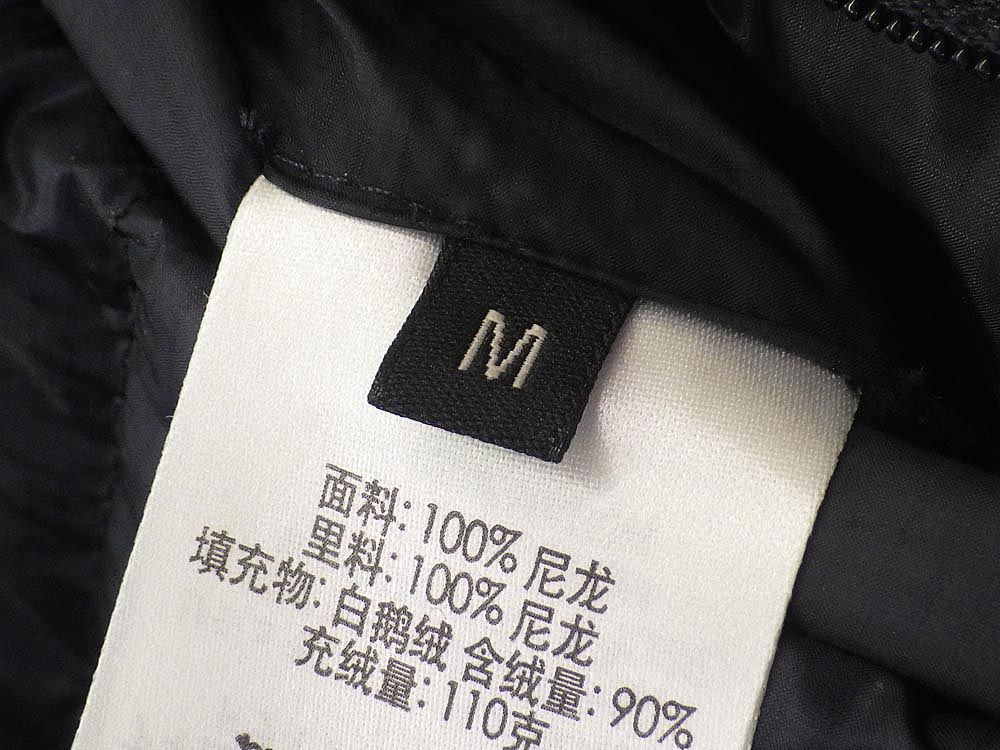 M
面料: 100% 尼龙
里料: 100% 尼龙
填充物: 白鹅绒 含绒量: 90%
充绒量: 110克